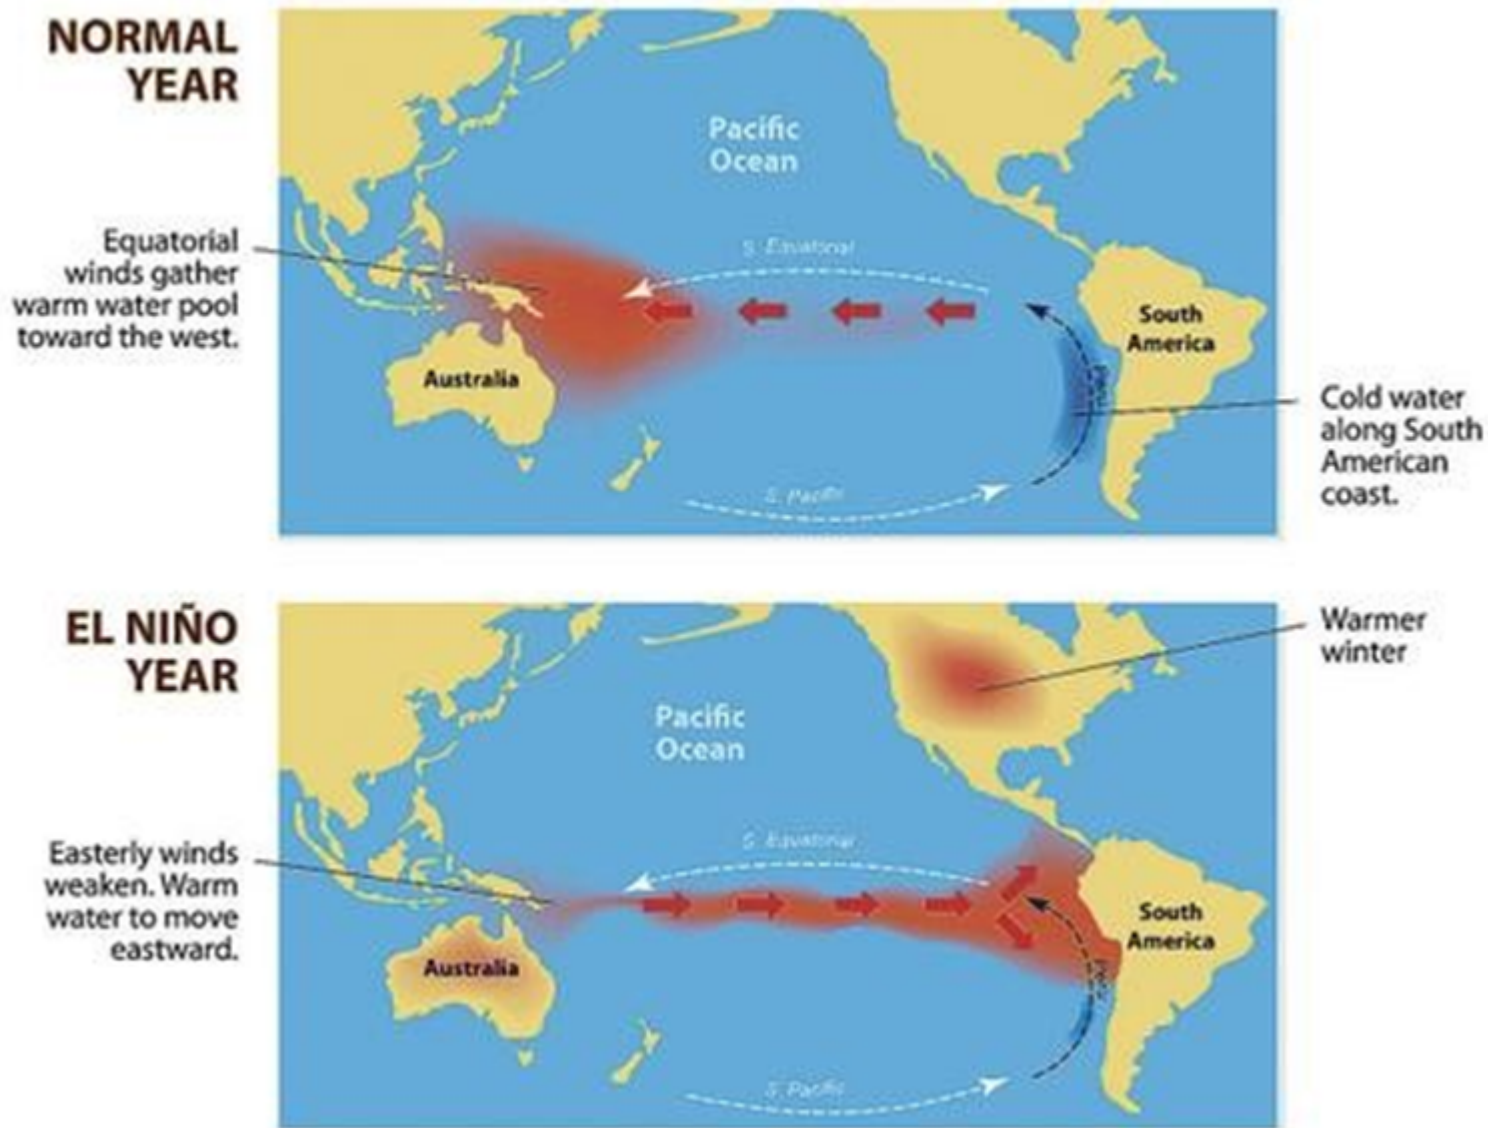 NORMAL
YEAR
Pacific
Ocean
Equatorial
winds gather
warm water pool
toward the west.
S. Equatorial
South
America
Australia
Peru
Cold water
along South
American
coast.
S. Pacific
EL NIÑO
YEAR
Warmer
winter
Pacific
Ocean
Easterly winds
weaken. Warm
water to move
eastward.
S. Equatorial
South
America
Australia
Peru
S. Pacific